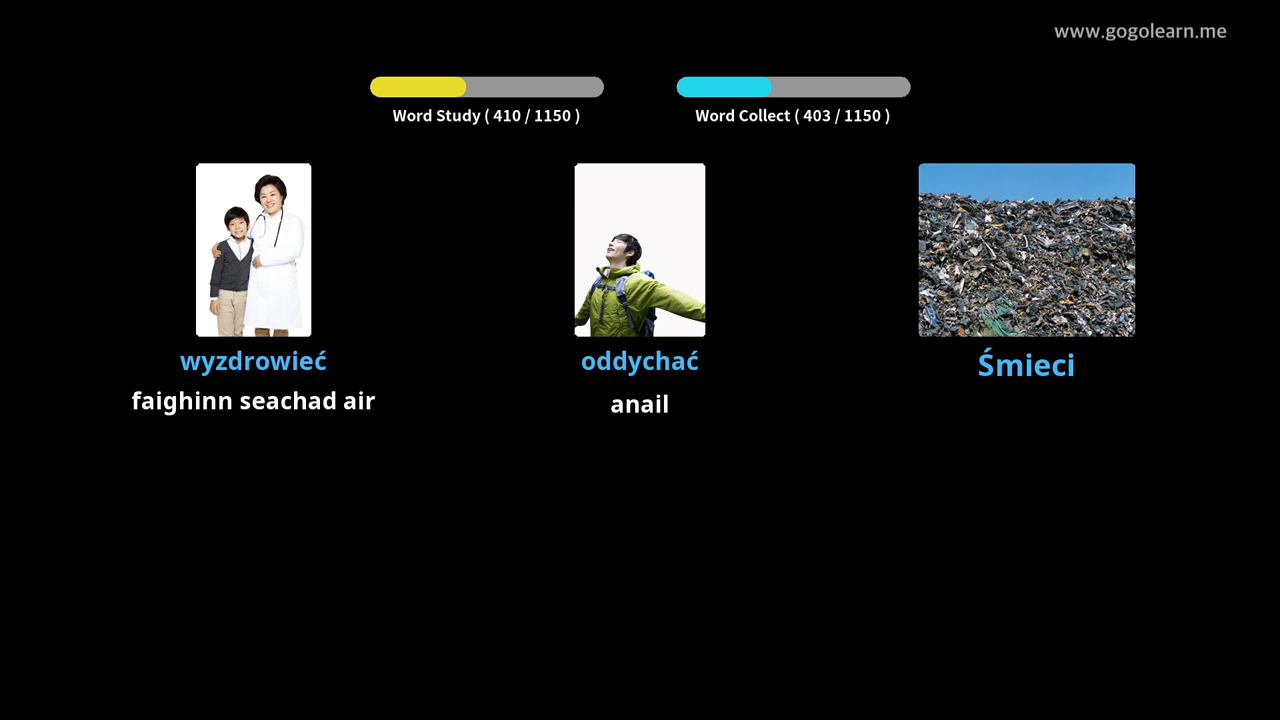 www.gogolearn.me
Word Study ( 410 / 1150 )
Word Collect ( 403 / 1150 )
wyzdrowieć
faighinn seachad air
oddychać
anail
Śmieci